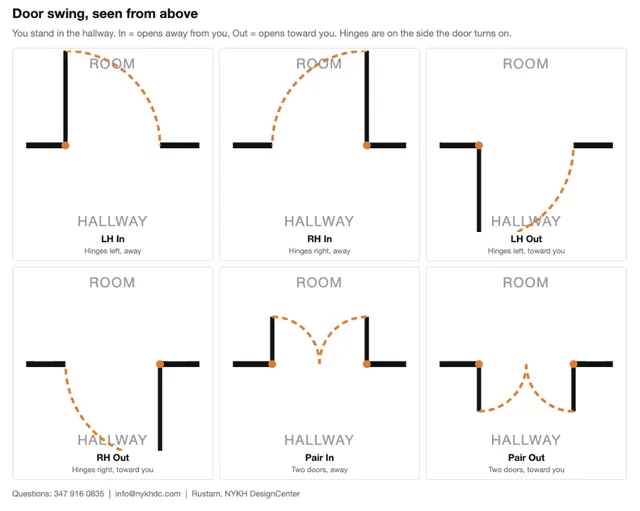 Door swing, seen from above
You stand in the hallway. In = opens away from you, Out = opens toward you. Hinges are on the side the door turns on.
ROOM
HALLWAY
LH In
Hinges left, away
ROOM
HALLWAY
RH In
Hinges right, away
ROOM
HALLWAY
LH Out
Hinges left, toward you
ROOM
HALLWAY
RH Out
Hinges right, toward you
ROOM
HALLWAY
Pair In
Two doors, away
ROOM
HALLWAY
Pair Out
Two doors, toward you
Questions: 347 916 0835 | info@nykhdc.com | Rustam, NYKH DesignCenter